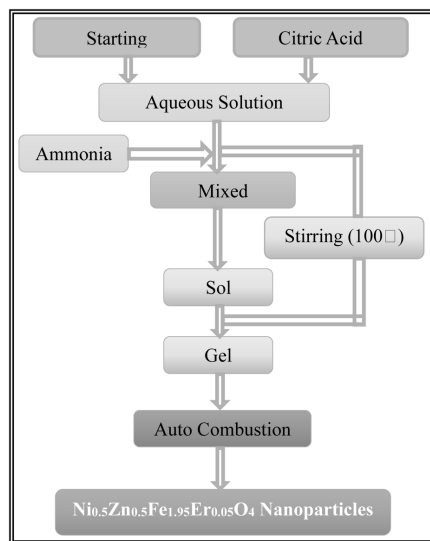 Starting
Citric Acid
Aqueous Solution
Ammonia
Mixed
Stirring (100□)
Sol
Gel
Auto Combustion
Ni0.5Zn0.5Fe1.95Er0.05O4 Nanoparticles